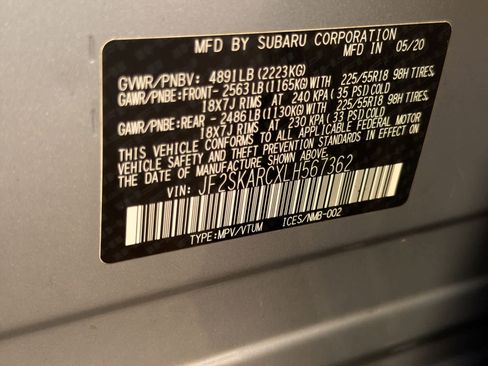 MFD BY SUBARU CORPORATION
MFD IN 05/20
GVWR/PNBV: 4891LB(2223KG)
GAWR/PNBE:FRONT- 2563LB(1165KG)WITH 225/55R18 98H TIRES,
18X7J RIMS AT 240 KPA( 35 PSI)COLD
GAWR/PNBE:REAR - 2486LB(1130KG)WITH 225/55R18 98H TIRES,
18X7J RIMS AT 230 KPA( 33 PSI)COLD
THIS VEHICLE CONFORMS TO ALL APPLICABLE FEDERAL MOTOR
VEHICLE SAFETY AND THEFT PREVENTION STANDARDS IN EFFECT
ON THE DATE OF MANUFACTURE SHOWN ABOVE.
VIN: JF2SKARCXLH567362
TYPE:MPV/VTUM ICES/NMB-002